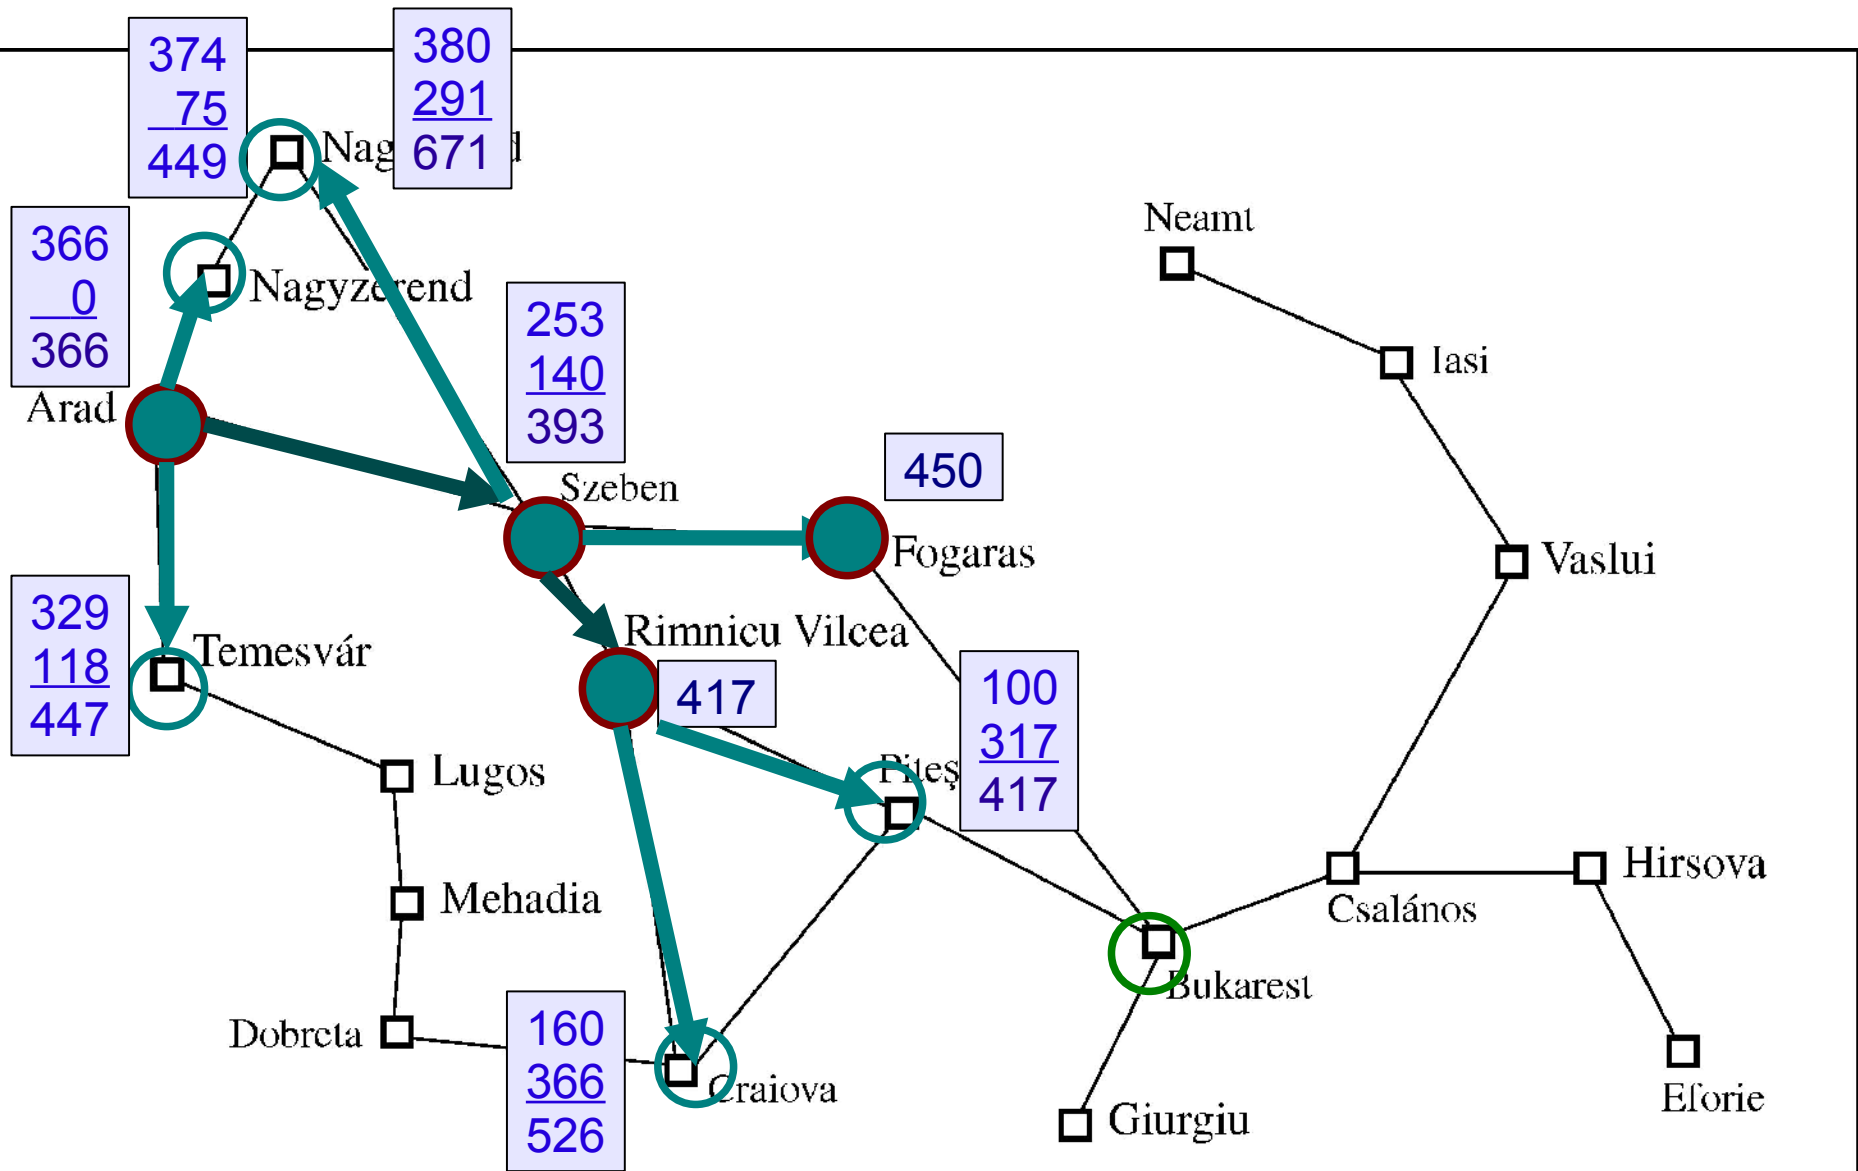 374
75
449
380
291
671
Neamt
366
0
366
Nagyzerend
Iasi
253
140
393
Arad
450
Szeben
Fogaras
Vaslui
329
118
447
Temesvár
Rimnicu Vilcea
417
100
317
417
Lugos
Hirsova
Mehadia
Csalános
Bukarest
Dobreta
160
366
526
Craiova
Giurgiu
Eforie